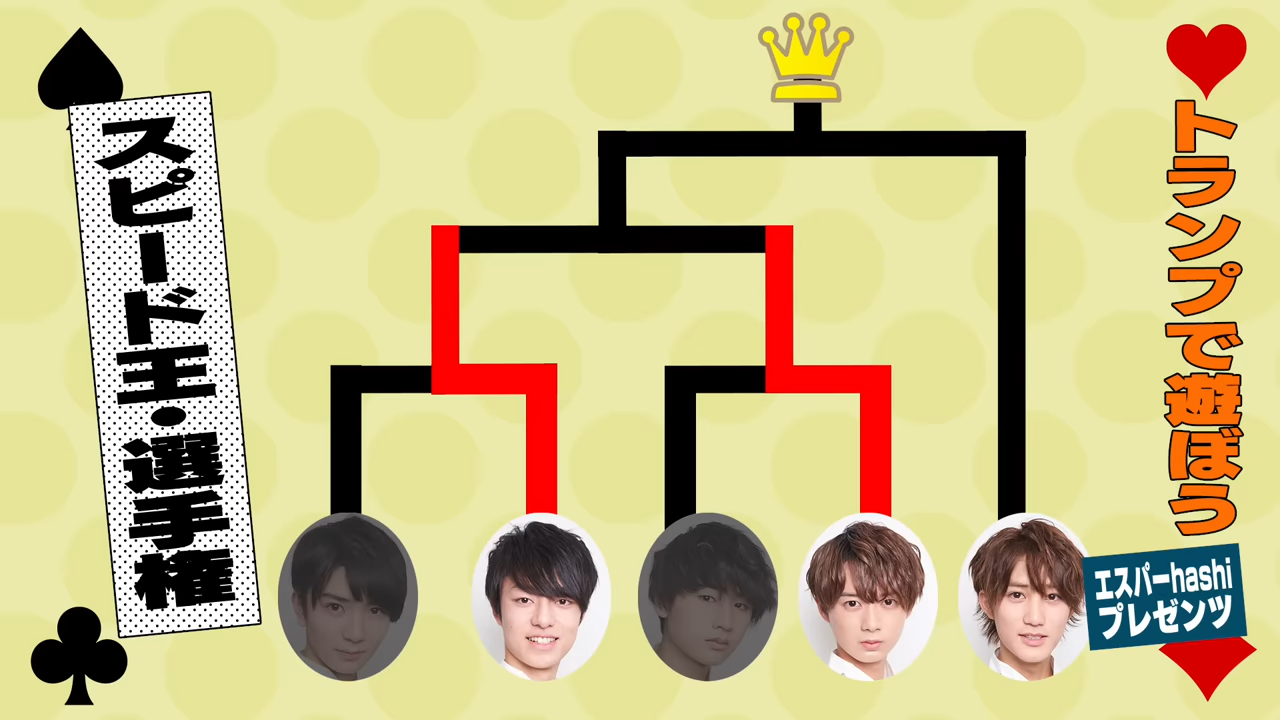 トランプで遊ぼう
エスパーhashi
プレゼンツ
スピード王・選手権